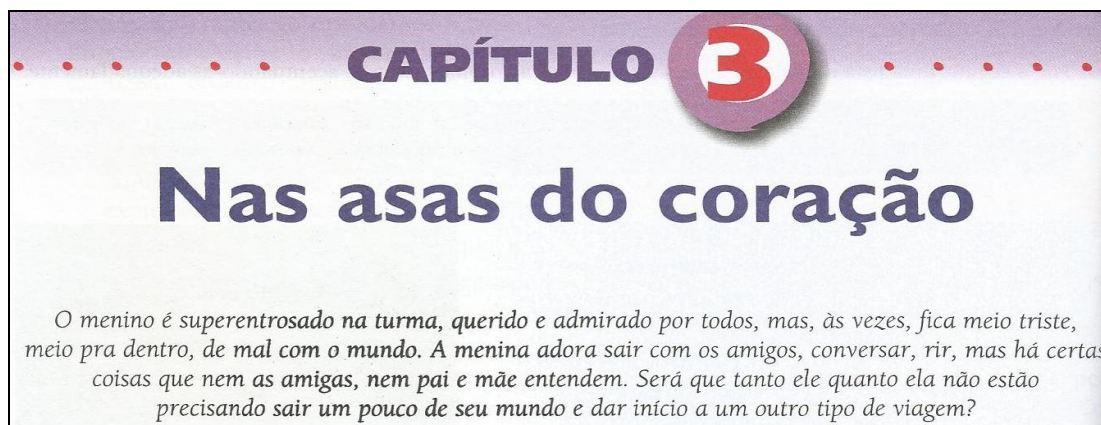 CAPÍTULO 3
Nas asas do coração
O menino é superentrosado na turma, querido e admirado por todos, mas, às vezes, fica meio triste,
meio pra dentro, de mal com o mundo. A menina adora sair com os amigos, conversar, rir, mas há certas
coisas que nem as amigas, nem pai e mãe entendem. Será que tanto ele quanto ela não estão
precisando sair um pouco de seu mundo e dar início a um outro tipo de viagem?